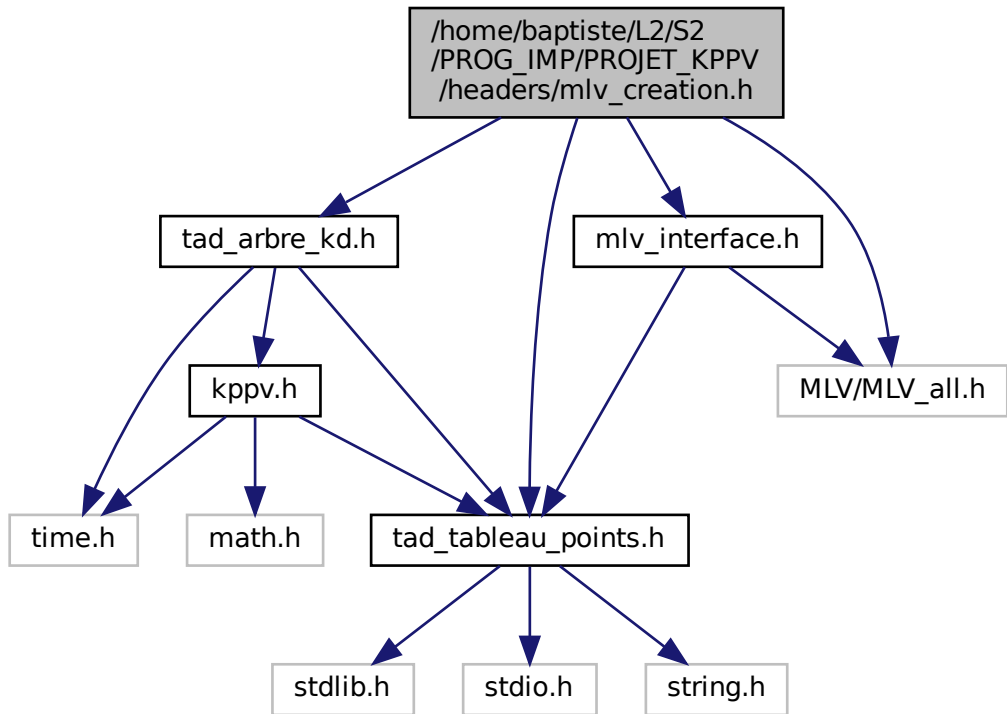 /home/baptiste/L2/S2
/PROG_IMP/PROJET_KPPV
/headers/mlv_creation.h
tad_arbre_kd.h
mlv_interface.h
kppv.h
MLV/MLV_all.h
time.h
math.h
tad_tableau_points.h
stdlib.h
stdio.h
string.h